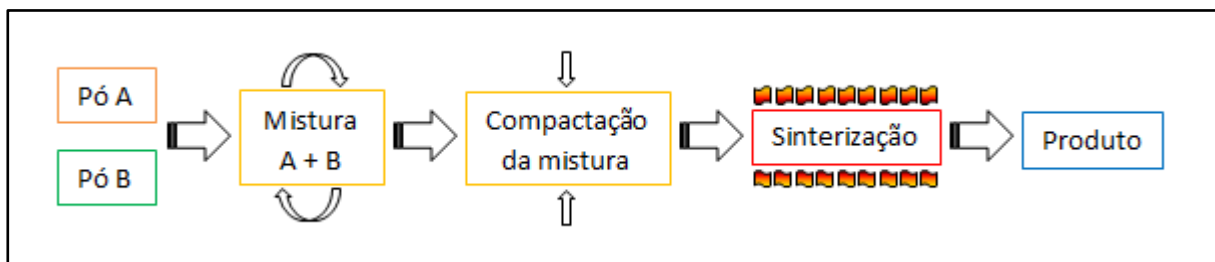 Pó A
Pó B
Mistura
A + B
Compactação
da mistura
Sinterização
Produto